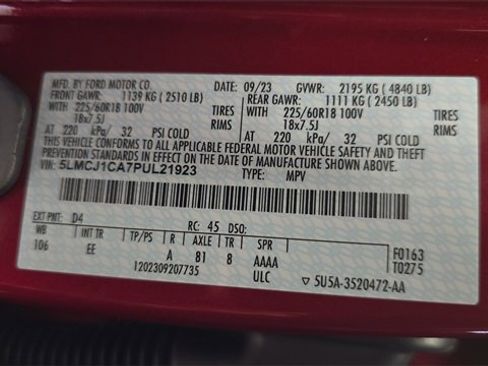 MFD. BY FORD MOTOR CO. DATE: 09/23 GVWR: 2195 KG (4840 LB)
FRONT GAWR: 1139 KG (2510 LB) REAR GAWR: 1111 KG (2450 LB)
WITH 225/60R18 100V TIRES WITH 225/60R18 100V TIRES
18x7.5J RIMS 18x7.5J RIMS
AT 220 kPa/ 32 PSI COLD AT 220 kPa/ 32 PSI COLD
THIS VEHICLE CONFORMS TO ALL APPLICABLE FEDERAL MOTOR VEHICLE SAFETY AND THEFT
PREVENTION STANDARDS IN EFFECT ON THE DATE OF MANUFACTURE SHOWN ABOVE.
VIN: 5LMCJ1CA7PUL21923 TYPE: MPV
EXT PNT: D4 RC: 45 DSO:
WB INT TR TP/PS R AXLE TR SPR F0163
106 EE A 81 8 AAAA T0275
1202309207735 ULC ▽ 5U5A-3520472-AA